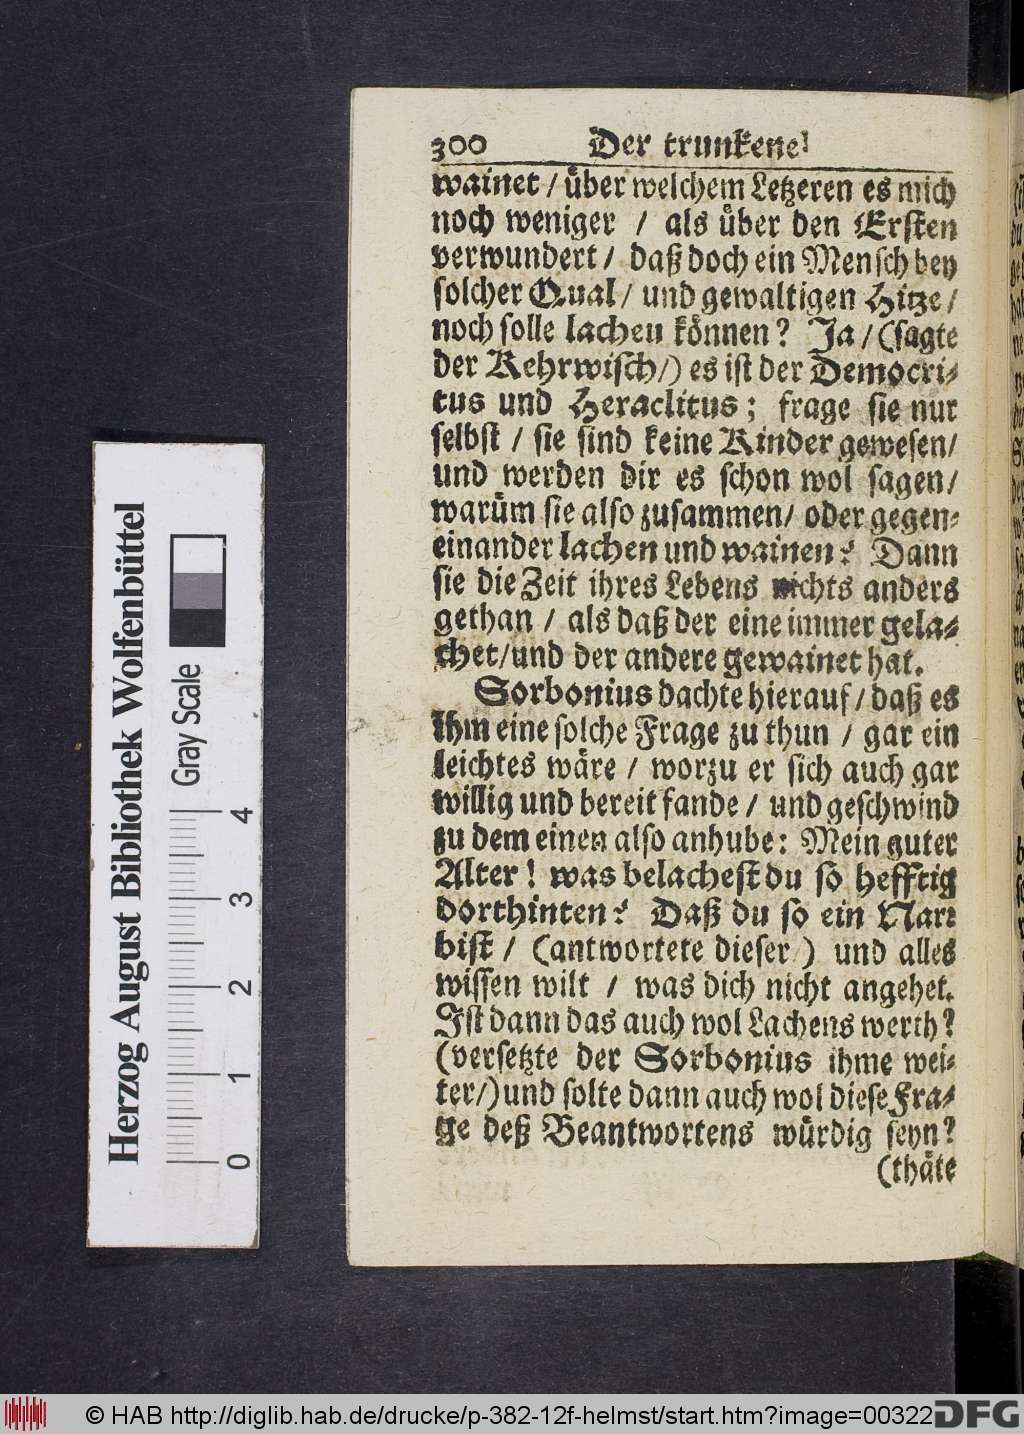 300 Der trunkene
wainet / über welchem Letzeren es mich
noch weniger / als über den Ersten
verwundert / daß doch ein Mensch bey
solcher Qual / und gewaltigen Hitze /
noch solle lachen können? Ja / (sagte
der Kehrwisch /) es ist der Democri-
tus und Heraclitus; frage sie nur
selbst / sie sind keine Kinder gewesen /
und werden dir es schon wol sagen /
warüm sie also zusammen / oder gegen-
einander lachen und wainen? Dann
sie die Zeit ihres Lebens nichts anders
gethan / als daß der eine immer gela-
chet / und der andere gewainet hat.
Sorbonius dachte hierauf / daß es
ihm eine solche Frage zu thun / gar ein
leichtes wäre / worzu er sich auch gar
willig und bereit fande / und geschwind
zu dem einen also anhube: Mein guter
Alter! was belachest du so hefftig
dorthinten? Daß du so ein Narr
bist / (antwortete dieser /) und alles
wissen wilt / was dich nicht angehet.
Ist dann das auch wol Lachens werth?
(versetzte der Sorbonius ihme wei-
ter /) und solte dann auch wol diese Fra-
ge deß Beantwortens würdig seyn?
(thäte
Herzog August Bibliothek Wolfenbüttel
Gray Scale
0 1 2 3 4
© HAB http://diglib.hab.de/drucke/p-382-12f-helmst/start.htm?image=00322
DFG